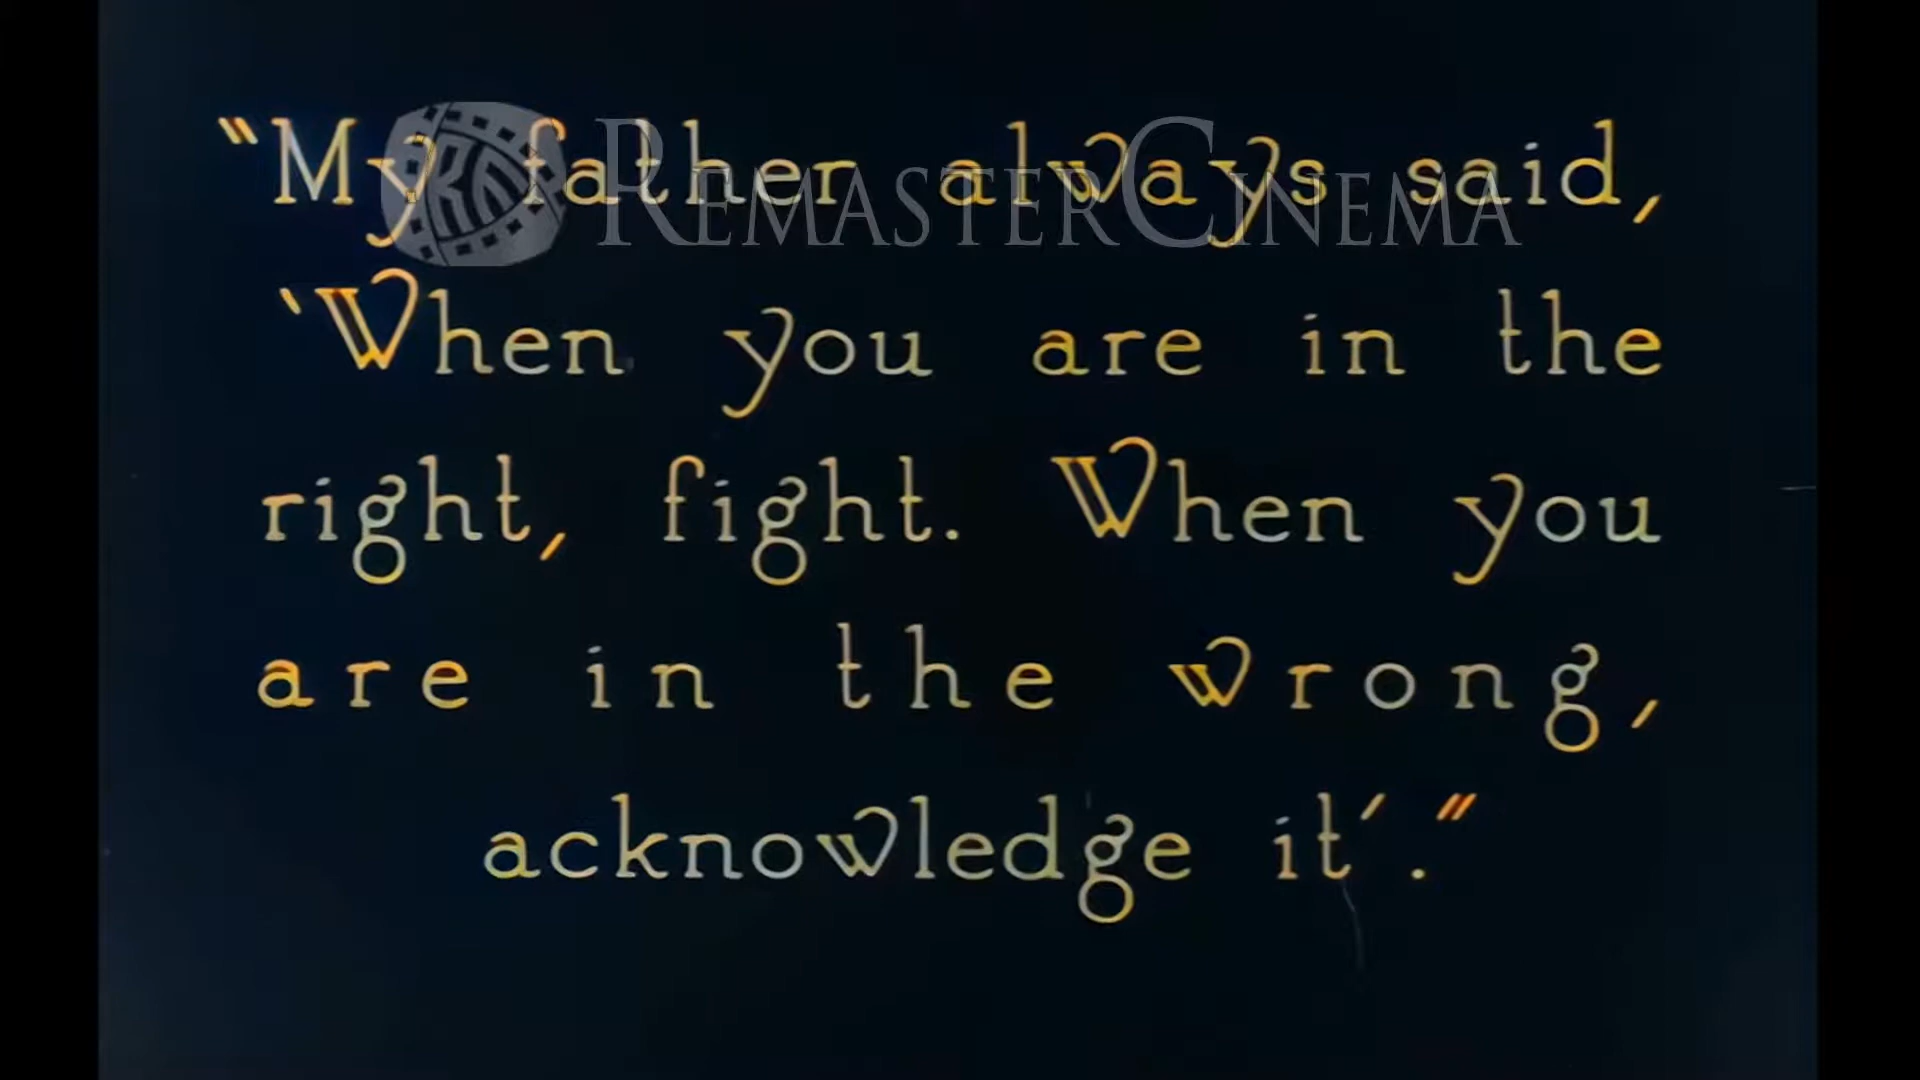 “My father always said,
REMASTERCINEMA
‘When you are in the
right, fight. When you
are in the wrong,
acknowledge it’.”